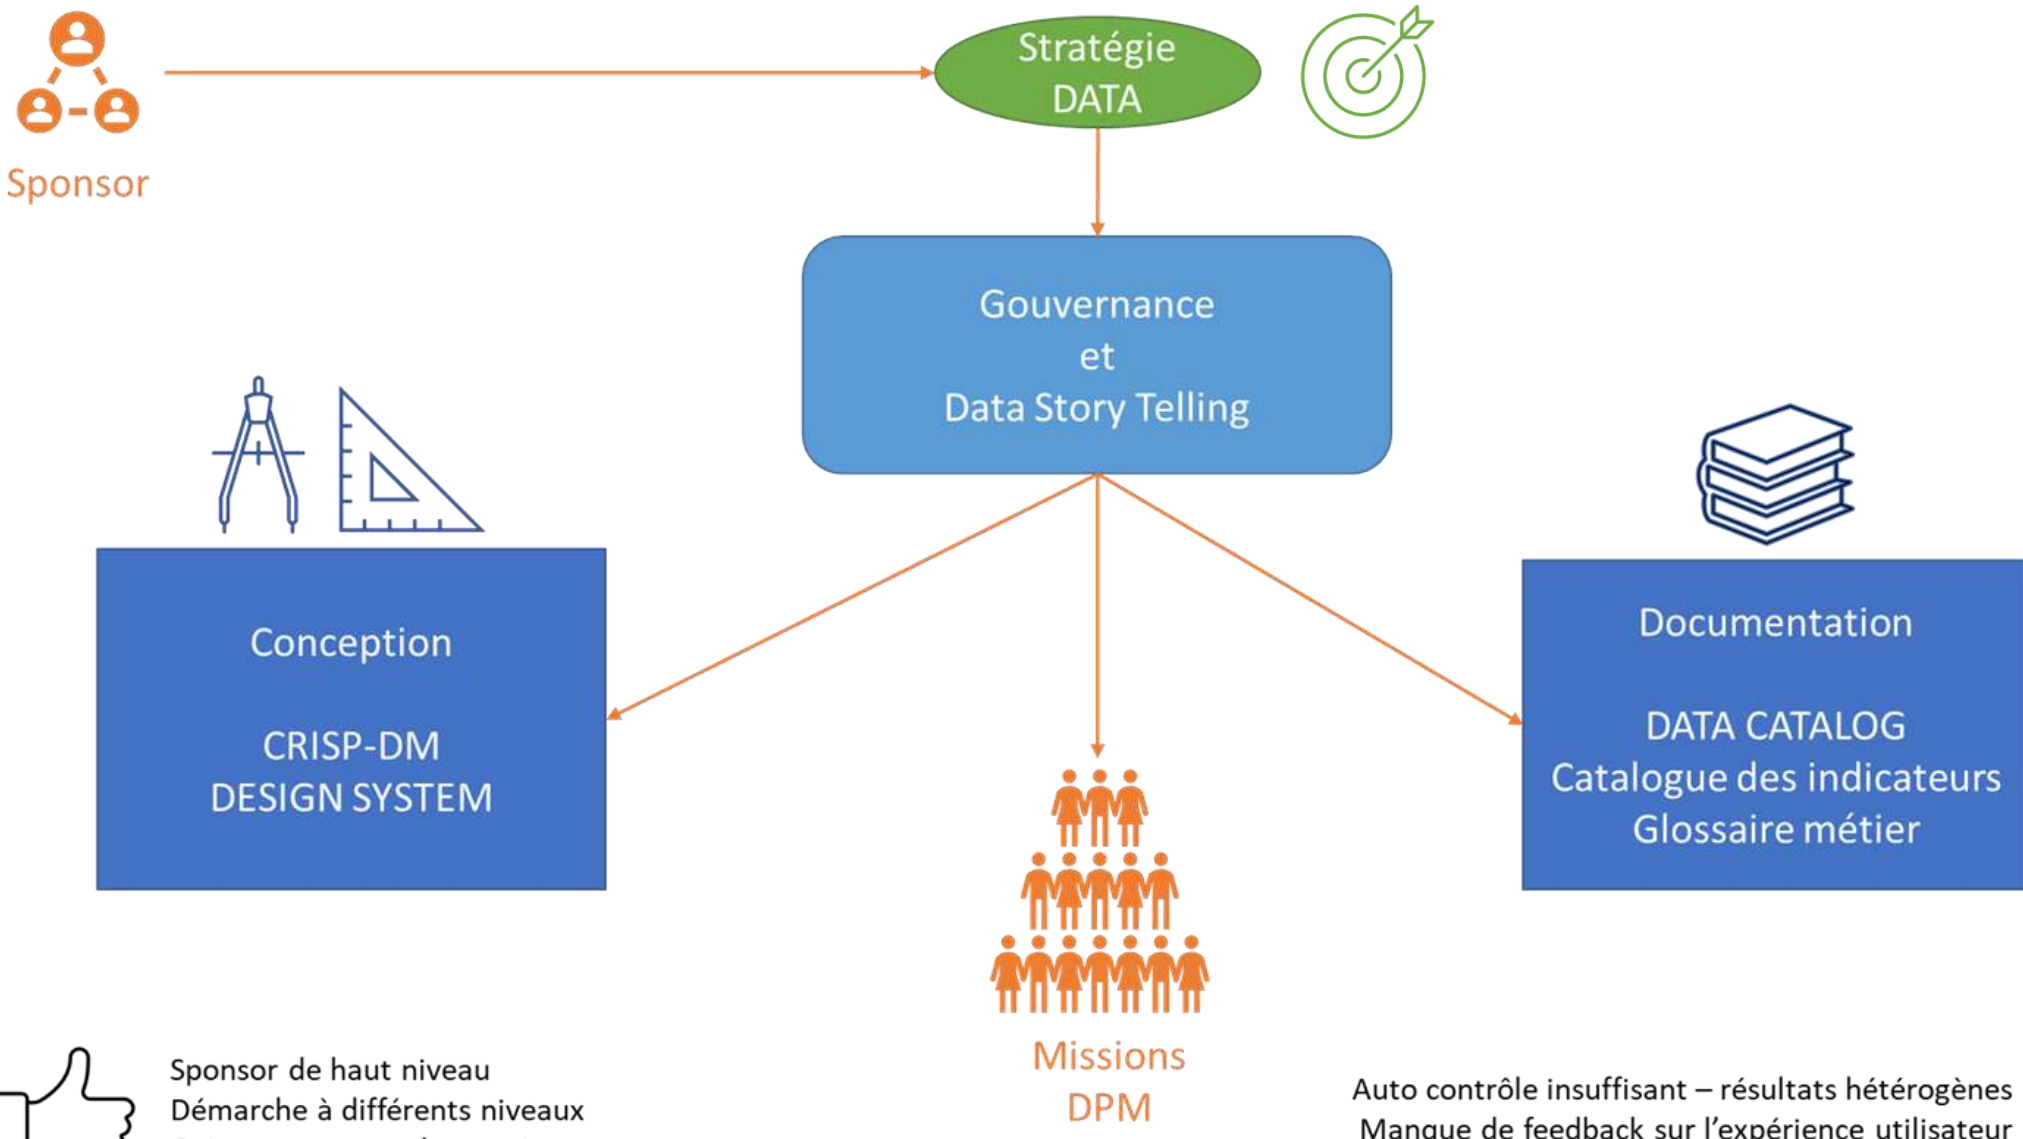 Stratégie
DATA
Sponsor
Gouvernance
et
Data Story Telling
Conception
CRISP-DM
DESIGN SYSTEM
Documentation
DATA CATALOG
Catalogue des indicateurs
Glossaire métier
Missions
DPM
Sponsor de haut niveau
Démarche à différents niveaux
Auto contrôle insuffisant – résultats hétérogènes
Manque de feedback sur l'expérience utilisateur